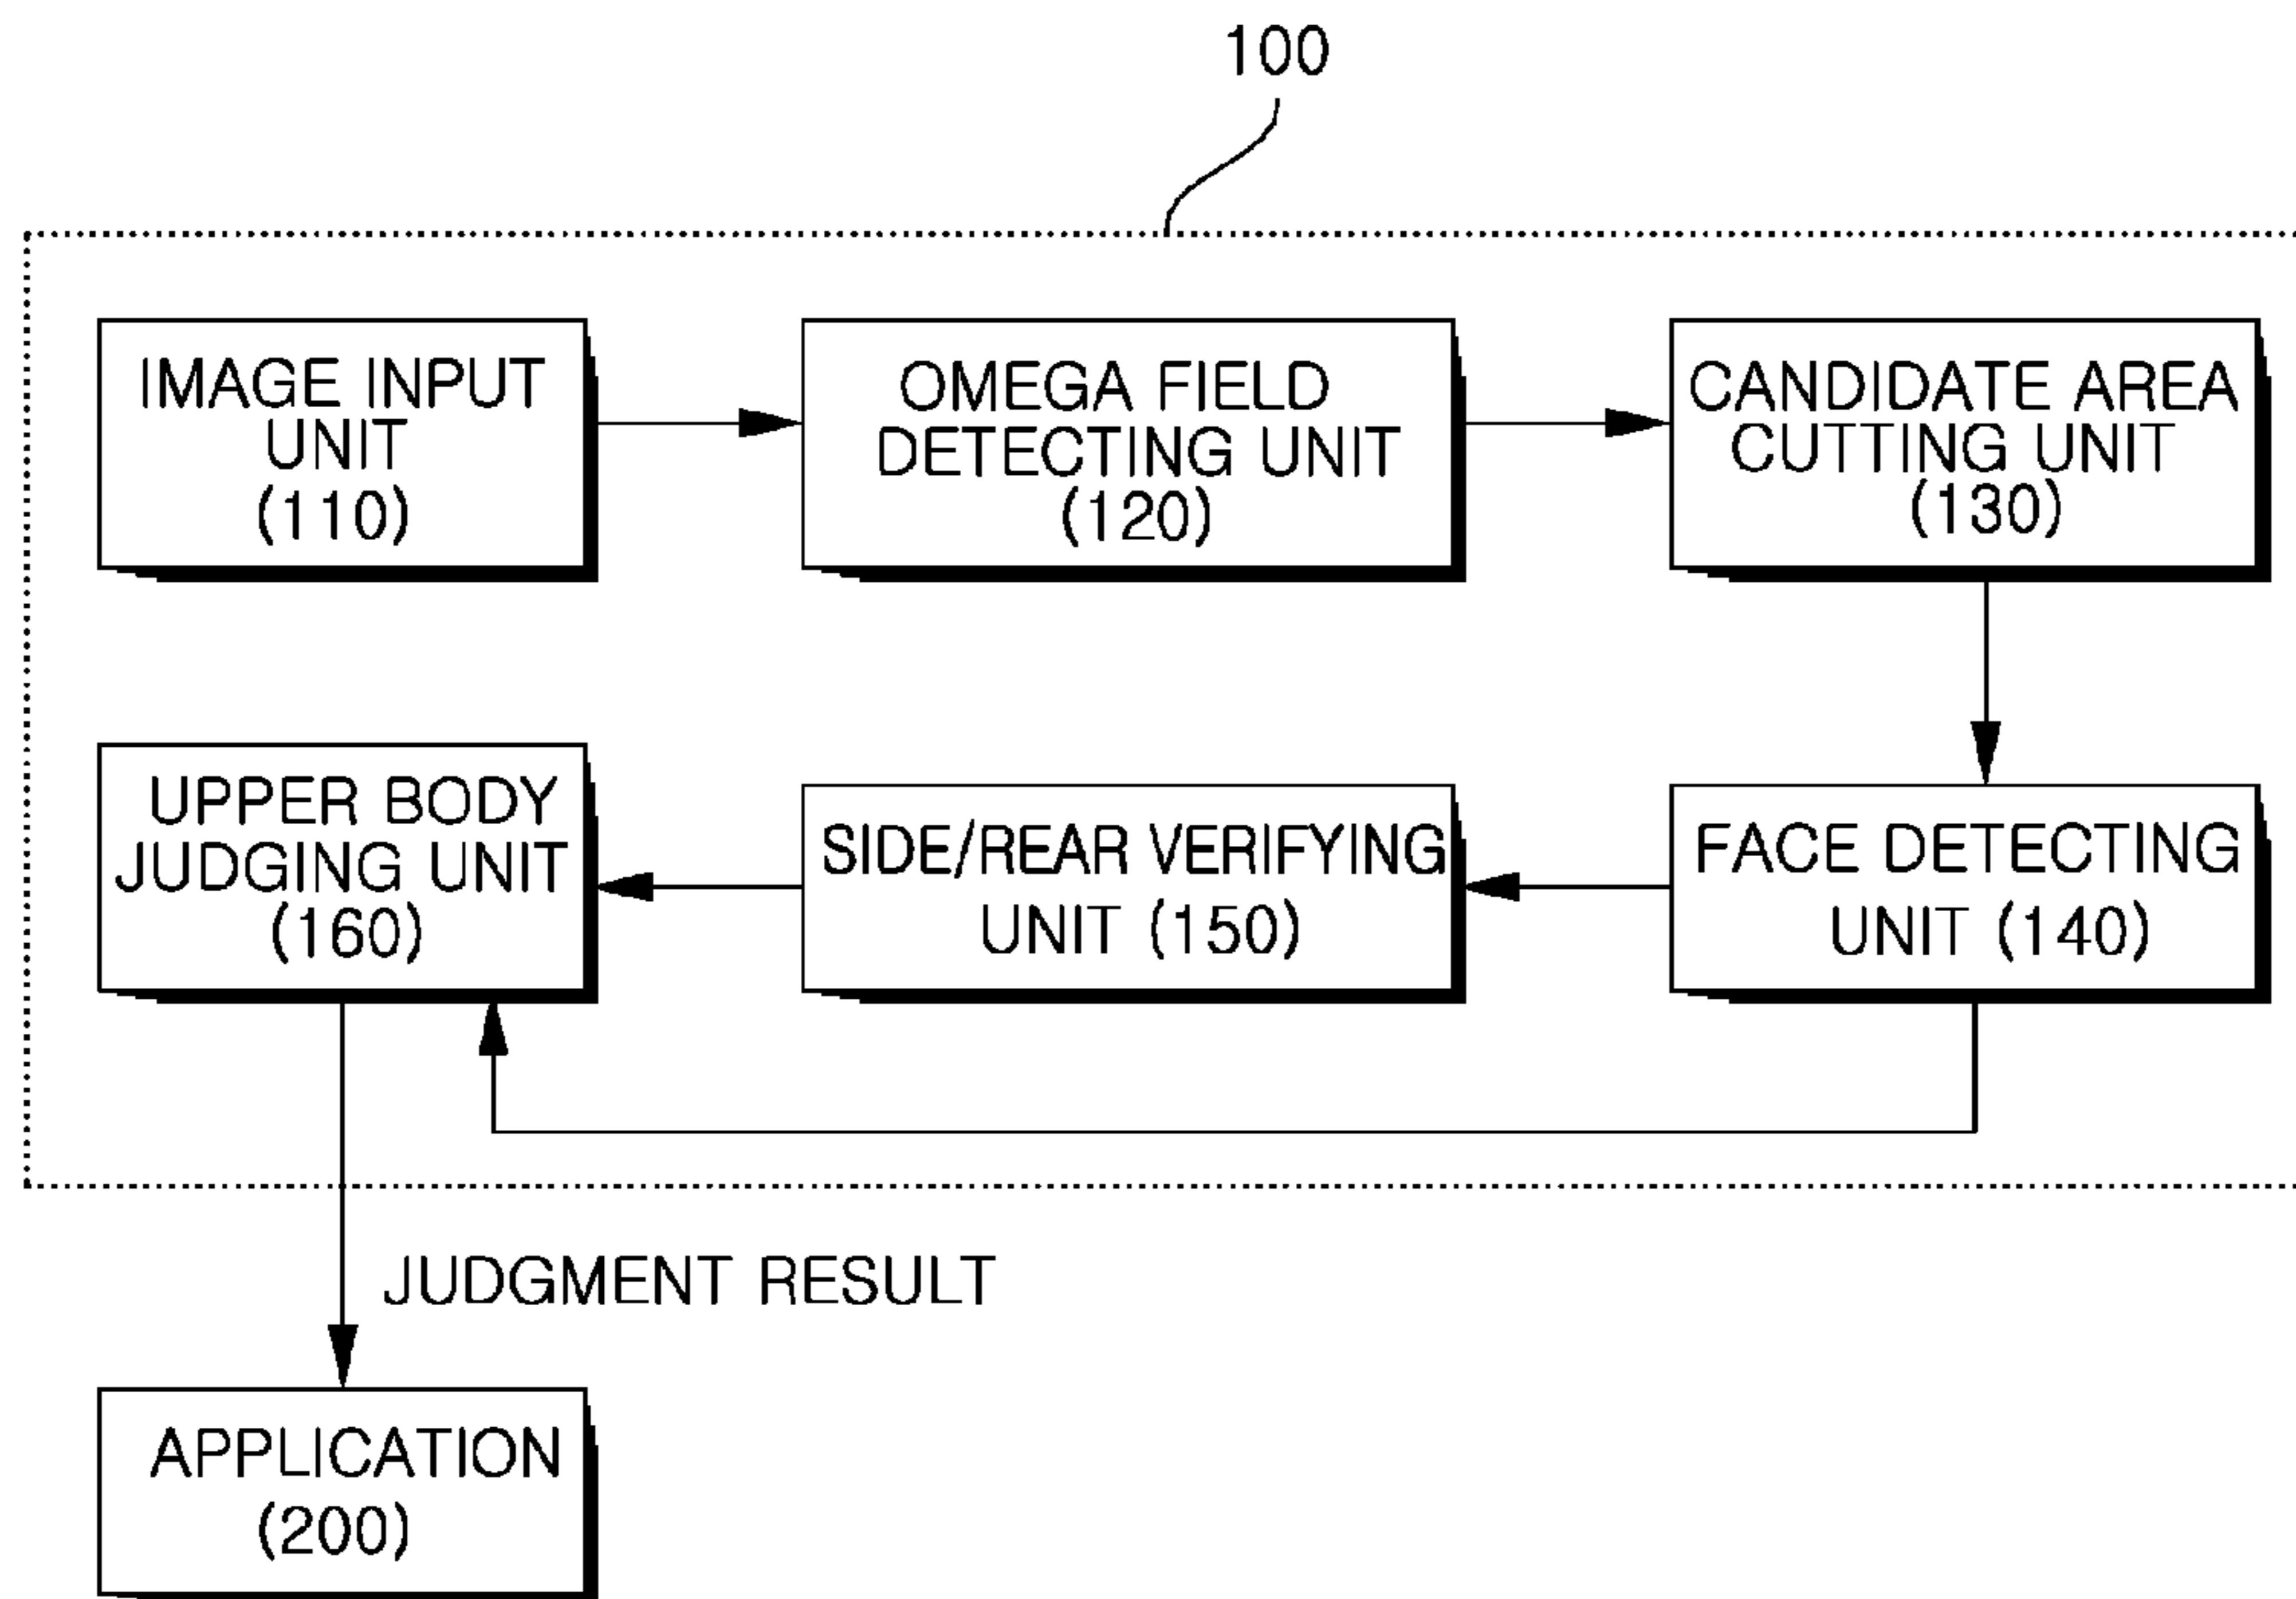 100
IMAGE INPUT
UNIT
(110)
OMEGA FIELD
DETECTING UNIT
(120)
CANDIDATE AREA
CUTTING UNIT
(130)
UPPER BODY
JUDGING UNIT
(160)
SIDE/REAR VERIFYING
UNIT (150)
FACE DETECTING
UNIT (140)
JUDGMENT RESULT
APPLICATION
(200)